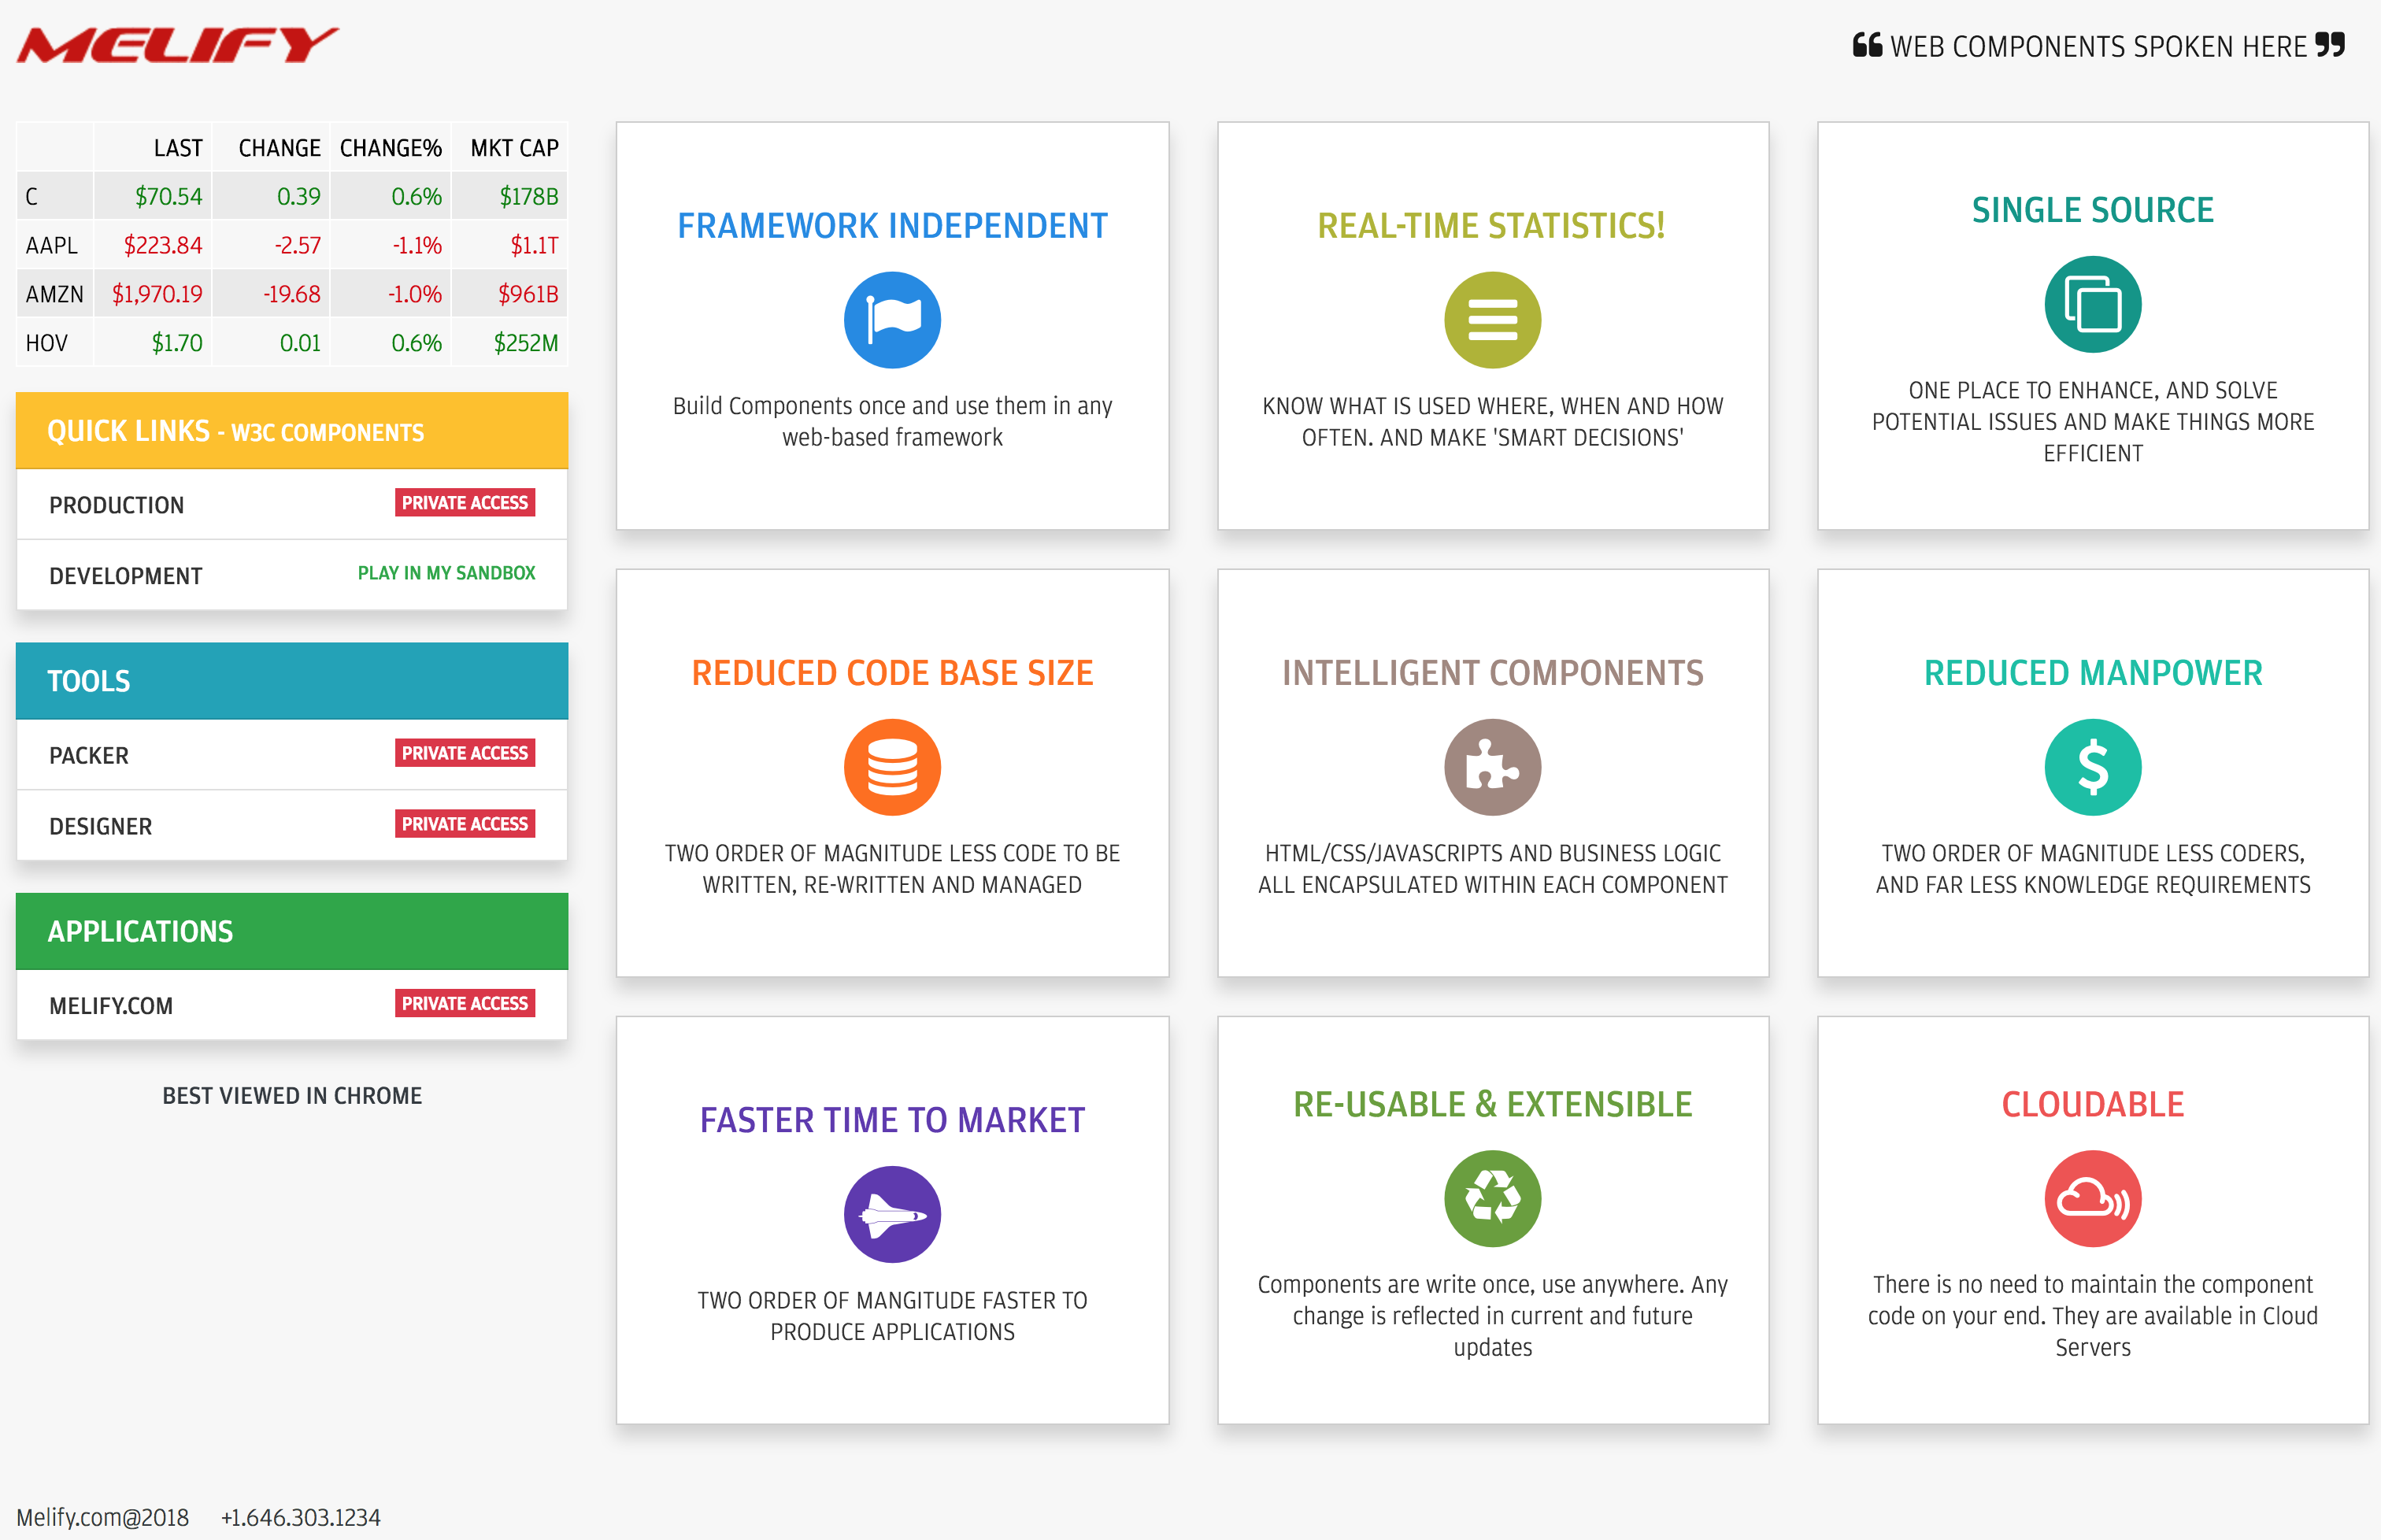 MELIFY
WEB COMPONENTS SPOKEN HERE
LAST CHANGE CHANGE% MKT CAP
C $70.54 0.39 0.6% $178B
AAPL $223.84 -2.57 -1.1% $1.1T
AMZN $1,970.19 -19.68 -1.0% $961B
HOV $1.70 0.01 0.6% $252M
QUICK LINKS - W3C COMPONENTS
PRODUCTION PRIVATE ACCESS
DEVELOPMENT PLAY IN MY SANDBOX
TOOLS
PACKER PRIVATE ACCESS
DESIGNER PRIVATE ACCESS
APPLICATIONS
MELIFY.COM PRIVATE ACCESS
BEST VIEWED IN CHROME
FRAMEWORK INDEPENDENT
Build Components once and use them in any
web-based framework
REAL-TIME STATISTICS!
KNOW WHAT IS USED WHERE, WHEN AND HOW
OFTEN. AND MAKE 'SMART DECISIONS'
SINGLE SOURCE
ONE PLACE TO ENHANCE, AND SOLVE
POTENTIAL ISSUES AND MAKE THINGS MORE
EFFICIENT
REDUCED CODE BASE SIZE
TWO ORDER OF MAGNITUDE LESS CODE TO BE
WRITTEN, RE-WRITTEN AND MANAGED
INTELLIGENT COMPONENTS
HTML/CSS/JAVASCRIPTS AND BUSINESS LOGIC
ALL ENCAPSULATED WITHIN EACH COMPONENT
REDUCED MANPOWER
$
TWO ORDER OF MAGNITUDE LESS CODERS,
AND FAR LESS KNOWLEDGE REQUIREMENTS
FASTER TIME TO MARKET
TWO ORDER OF MANGITUDE FASTER TO
PRODUCE APPLICATIONS
RE-USABLE & EXTENSIBLE
Components are write once, use anywhere. Any
change is reflected in current and future
updates
CLOUDABLE
There is no need to maintain the component
code on your end. They are available in Cloud
Servers
Melify.com@2018 +1.646.303.1234